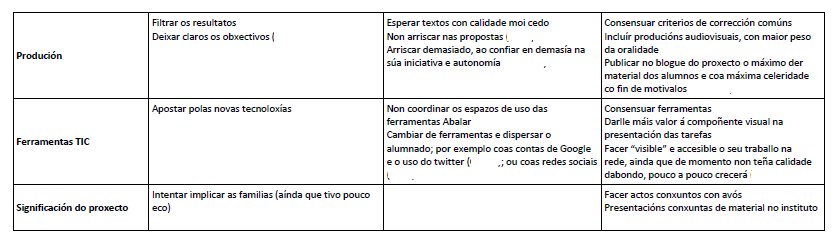 Produción
Filtrar os resultados
Deixar claros os obxectivos (
Esperar textos con calidade moi cedo
Non arriscar nas propostas (
Arriscar demasiado, ao confiar en demasía na
súa iniciativa e autonomía
Consensuar criterios de corrección comúns
Incluír producións audiovisuais, con maior peso
da oralidade
Publicar no blogue do proxecto o máximo der
material dos alumnos e coa máxima celeridade
co fin de motivalos
Ferramentas TIC
Apostar polas novas tecnoloxías
Non coordinar os espazos de uso das
ferramentas Abalar
Cambiar de ferramentas e dispersar o
alumnado; por exemplo coas contas de Google
e o uso do twitter ( , ; ou coas redes sociais
(
Consensuar ferramentas
Darlle máis valor á compoñente visual na
presentación das tarefas
Facer “visible” e accesible o seu traballo na
rede, ainda que de momento non teña calidade
dabondo, pouco a pouco crecerá
Significación do proxecto
Intentar implicar as familias (aínda que tivo pouco
eco)
Facer actos conxuntos con avós
Presentacións conxuntas de material no instituto